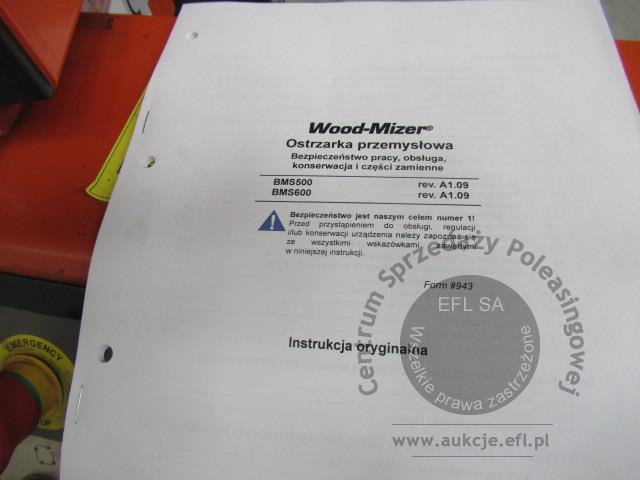 Wood-Mizer®
Ostrzarka przemysłowa
Bezpieczeństwo pracy, obsługa,
konserwacja i części zamienne
BMS500 rev. A1.09
BMS600 rev. A1.09
Bezpieczeństwo jest naszym celem numer 1!
Przed przystąpieniem do obsługi, regulacji
i/lub konserwacji urządzenia należy zapoznać się
ze wszystkimi wskazówkami zawartymi
w niniejszej instrukcji.
Form #943
Instrukcja oryginalna
EMERGENCY
Centrum Sprzedaży Poleasingowej
EFL SA
Wszelkie prawa zastrzeżone
www.aukcje.efl.pl